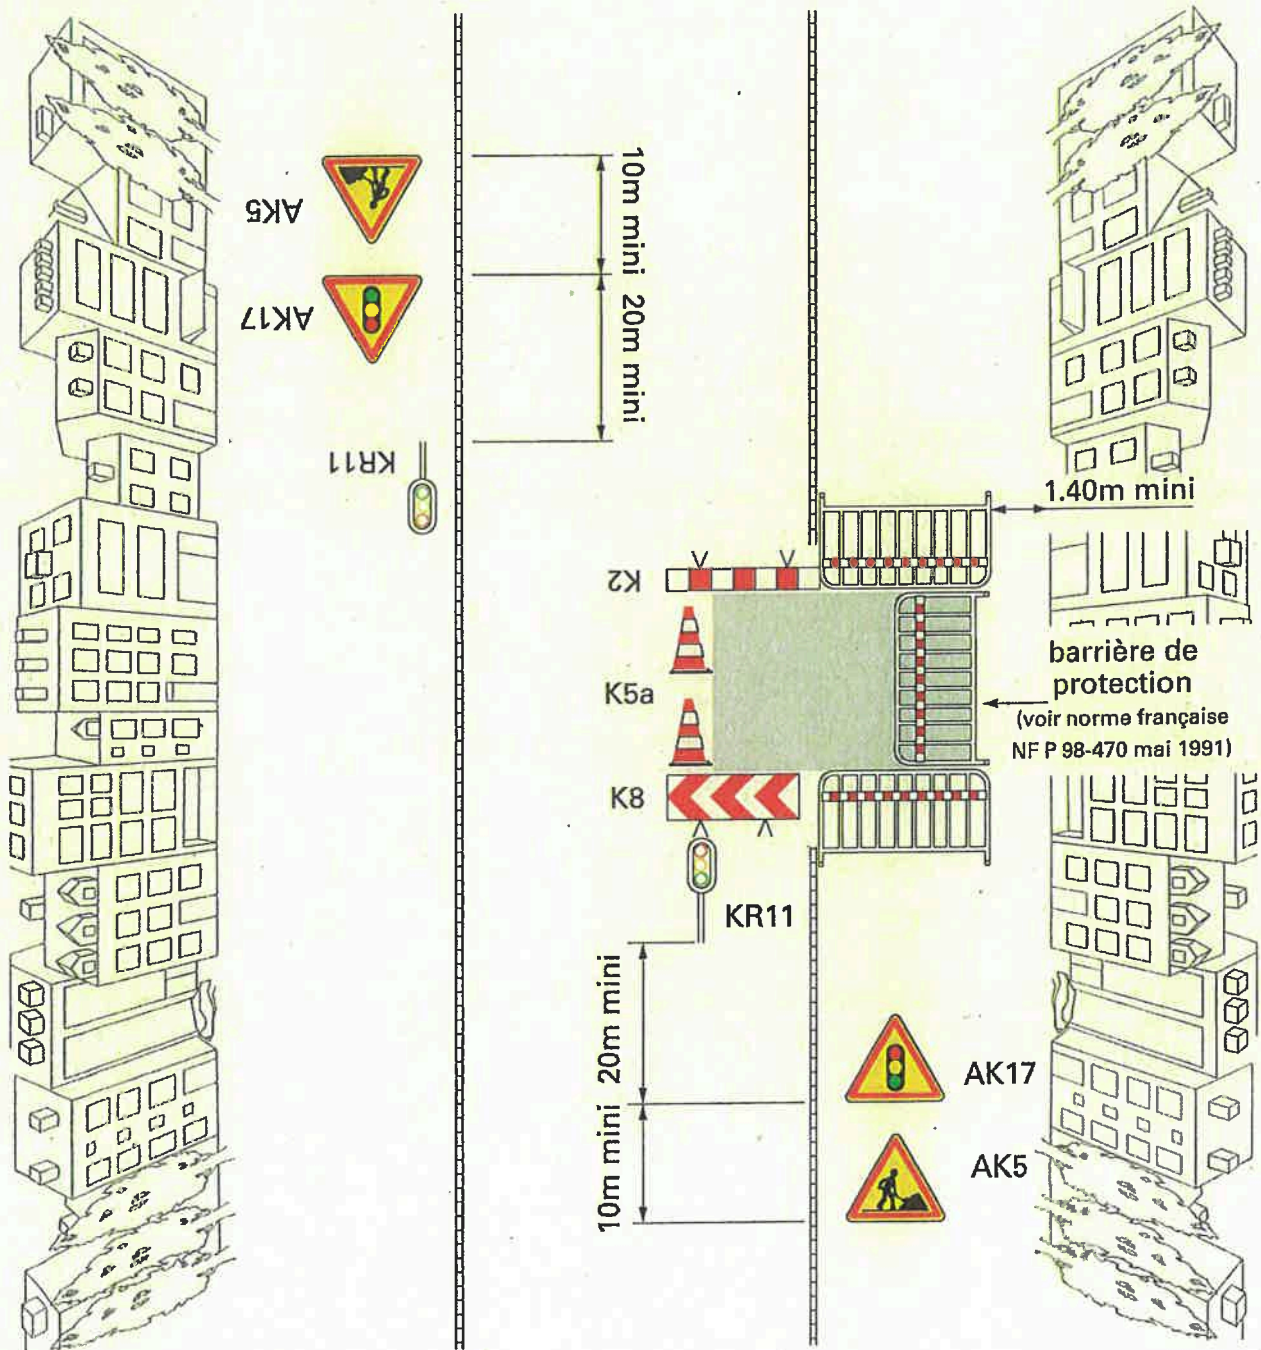 AK5
10m mini
AK17
20m mini
KR11
1.40m mini
K2
barrière de
protection
(voir norme française
NF P 98-470 mai 1991)
K5a
K8
KR11
20m mini
AK17
10m mini
AK5